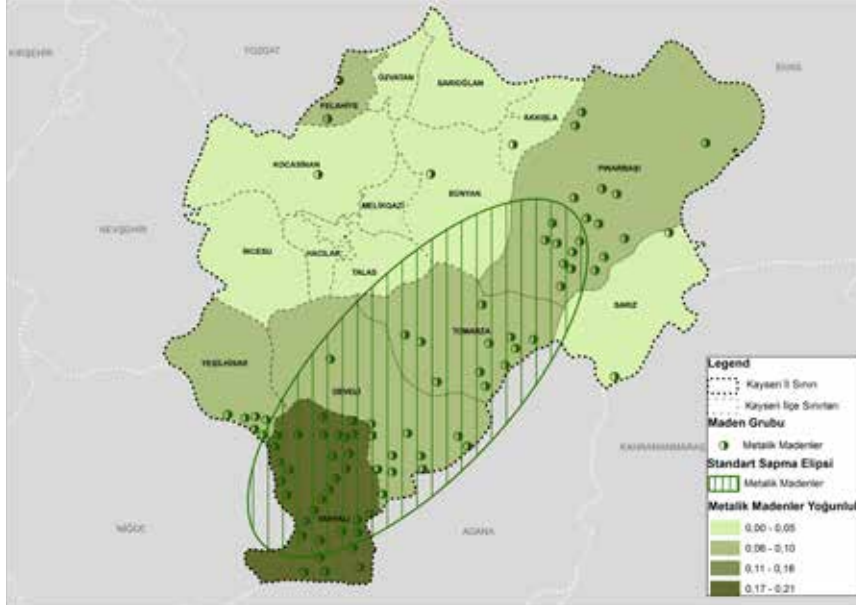 KIRŞEHİR
YOZGAT
SİVAS
ÖZVATAN
SARIOĞLAN
FELAHİYE
AKKIŞLA
KOCASİNAN
PINARBAŞI
BÜNYAN
MELİKGAZİ
NEVŞEHİR
İNCESU
HACILAR
TALAS
SARIZ
TOMARZA
YEŞİLHİSAR
DEVELİ
YAHYALI
NİĞDE
ADANA
KAHRAMANMARAŞ
Legend
Kayseri İl Sınırı
Kayseri İlçe Sınırları
Maden Grubu
Metalik Madenler
Standart Sapma Elipsi
Metalik Madenler
Metalik Madenler Yoğunluk
0,00 - 0,05
0,06 - 0,10
0,11 - 0,16
0,17 - 0,21